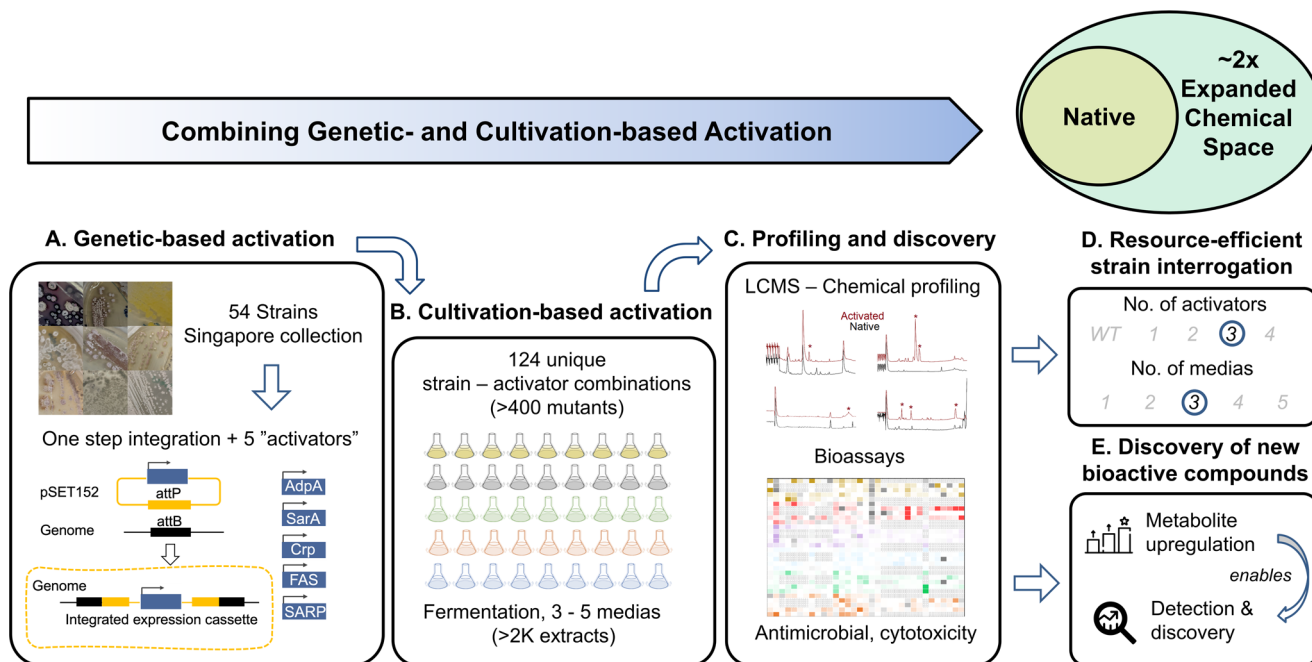 Combining Genetic- and Cultivation-based Activation
Native
~2x
Expanded
Chemical
Space
A. Genetic-based activation
54 Strains
Singapore collection
One step integration + 5 ”activators”
pSET152
attP
attB
Genome
Genome
Integrated expression cassette
AdpA
SarA
Crp
FAS
SARP
B. Cultivation-based activation
124 unique
strain – activator combinations
(>400 mutants)
Fermentation, 3 - 5 medias
(>2K extracts)
C. Profiling and discovery
LCMS – Chemical profiling
Activated
Native
Bioassays
Antimicrobial, cytotoxicity
D. Resource-efficient
strain interrogation
No. of activators
WT 1 2 3 4
No. of medias
1 2 3 4 5
E. Discovery of new
bioactive compounds
Metabolite
upregulation
enables
Detection &
discovery